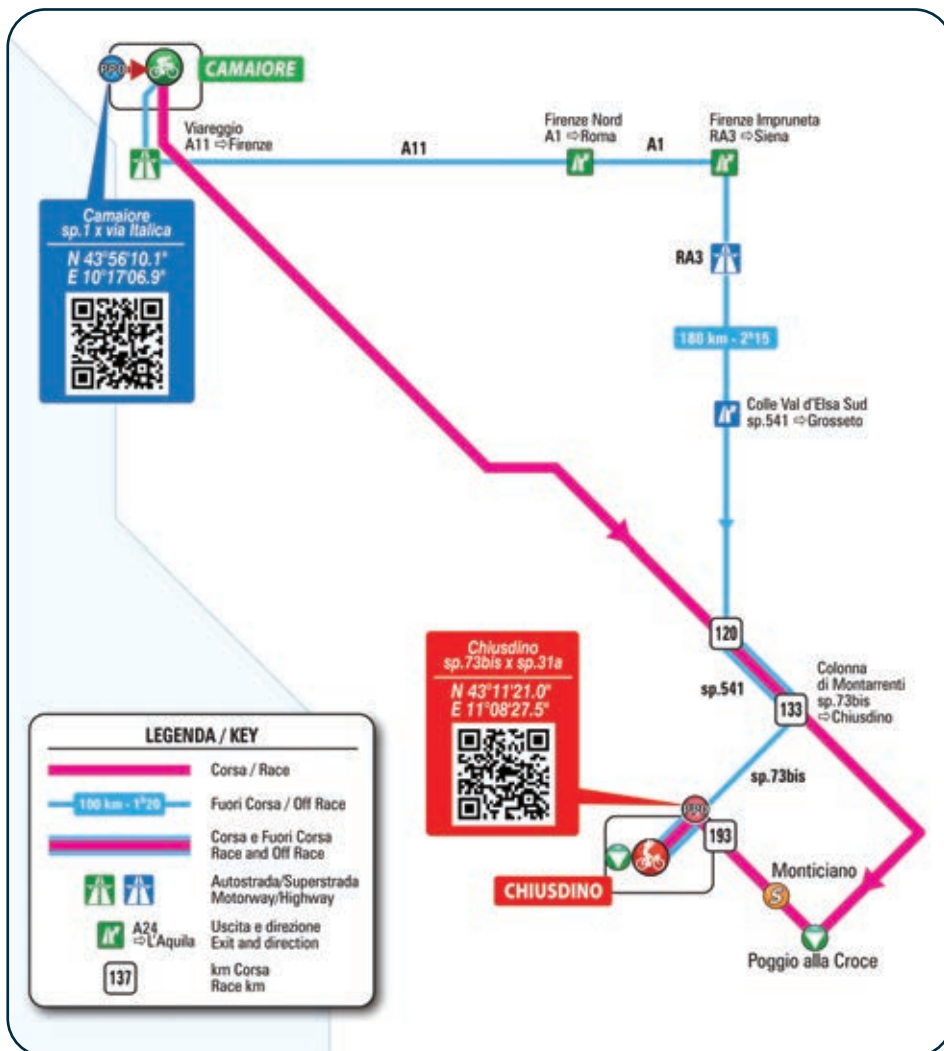 PPO
CAMAIORE
Viareggio
A11 ⇨Firenze
A11
Firenze Nord
A1 ⇨Roma
A1
Firenze Impruneta
RA3 ⇨Siena
Camaiore
sp.1 x via Italica
N 43°56'10.1"
E 10°17'06.9"
RA3
180 km - 2h15
Colle Val d'Elsa Sud
sp.541 ⇨Grosseto
120
sp.541
Colonna
di Montarrenti
sp.73bis
⇨Chiusdino
133
Chiusdino
sp.73bis x sp.31a
N 43°11'21.0"
E 11°08'27.5"
sp.73bis
PPO
193
CHIUSDINO
Monticiano
S
Poggio alla Croce
LEGENDA / KEY
Corsa / Race
100 km - 1h20
Fuori Corsa / Off Race
Corsa e Fuori Corsa
Race and Off Race
Autostrada/Superstrada
Motorway/Highway
A24
⇨L'Aquila
Uscita e direzione
Exit and direction
137
km Corsa
Race km